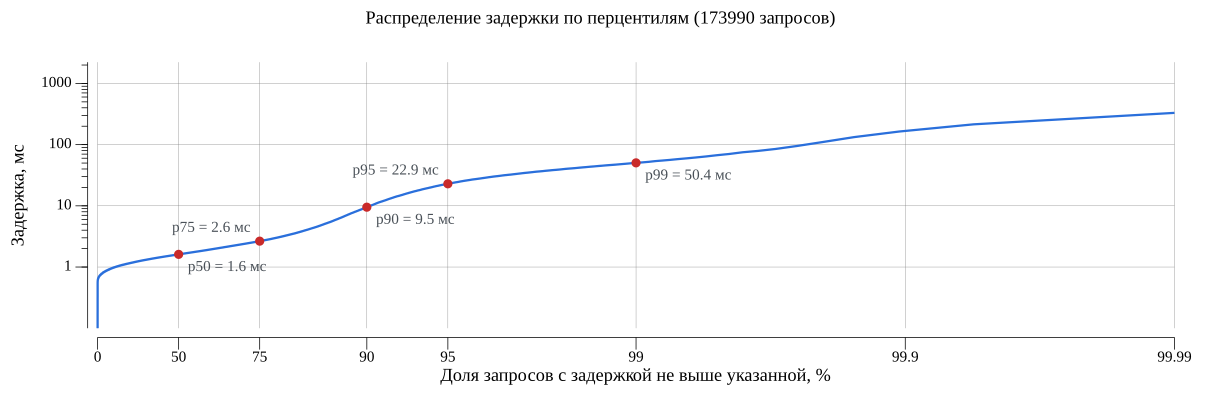 Распределение задержки по перцентилям (173990 запросов)
Задержка, мс
1000
100
10
1
p50 = 1.6 мс
p75 = 2.6 мс
p90 = 9.5 мс
p95 = 22.9 мс
p99 = 50.4 мс
0 50 75 90 95 99 99.9 99.99
Доля запросов с задержкой не выше указанной, %